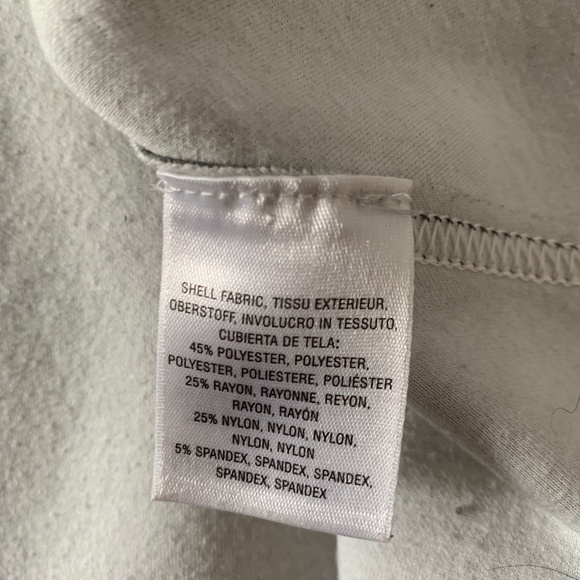 SHELL FABRIC, TISSU EXTERIEUR,
OBERSTOFF, INVOLUCRO IN TESSUTO,
CUBIERTA DE TELA:
45% POLYESTER, POLYESTER,
POLYESTER, POLIESTERE, POLIÉSTER
25% RAYON, RAYONNE, REYON,
RAYON, RAYÓN
25% NYLON, NYLON, NYLON,
NYLON, NYLON
5% SPANDEX, SPANDEX, SPANDEX,
SPANDEX, SPANDEX